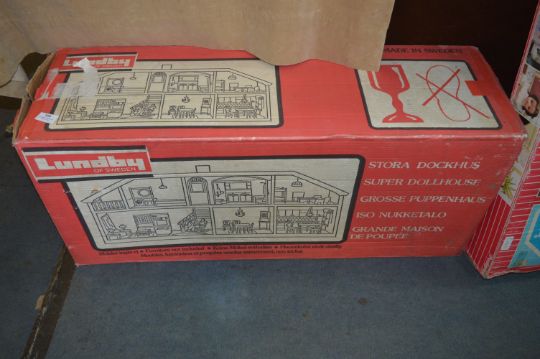 Lundby
MADE IN SWEDEN
Lundby
OF SWEDEN
STORA DOCKHUS
SUPER DOLLHOUSE
GROSSE PUPPENHAUS
ISO NUKKETALO
GRANDE MAISON
DE POUPÉE